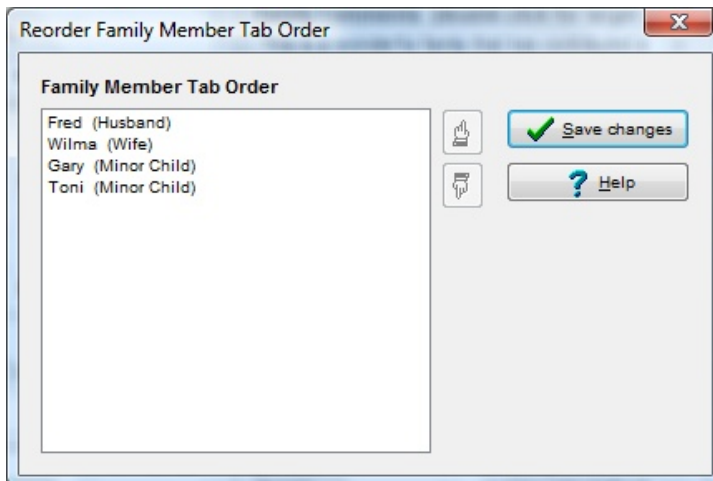 Reorder Family Member Tab Order
Family Member Tab Order
Fred (Husband)
Wilma (Wife)
Gary (Minor Child)
Toni (Minor Child)
Save changes
Help